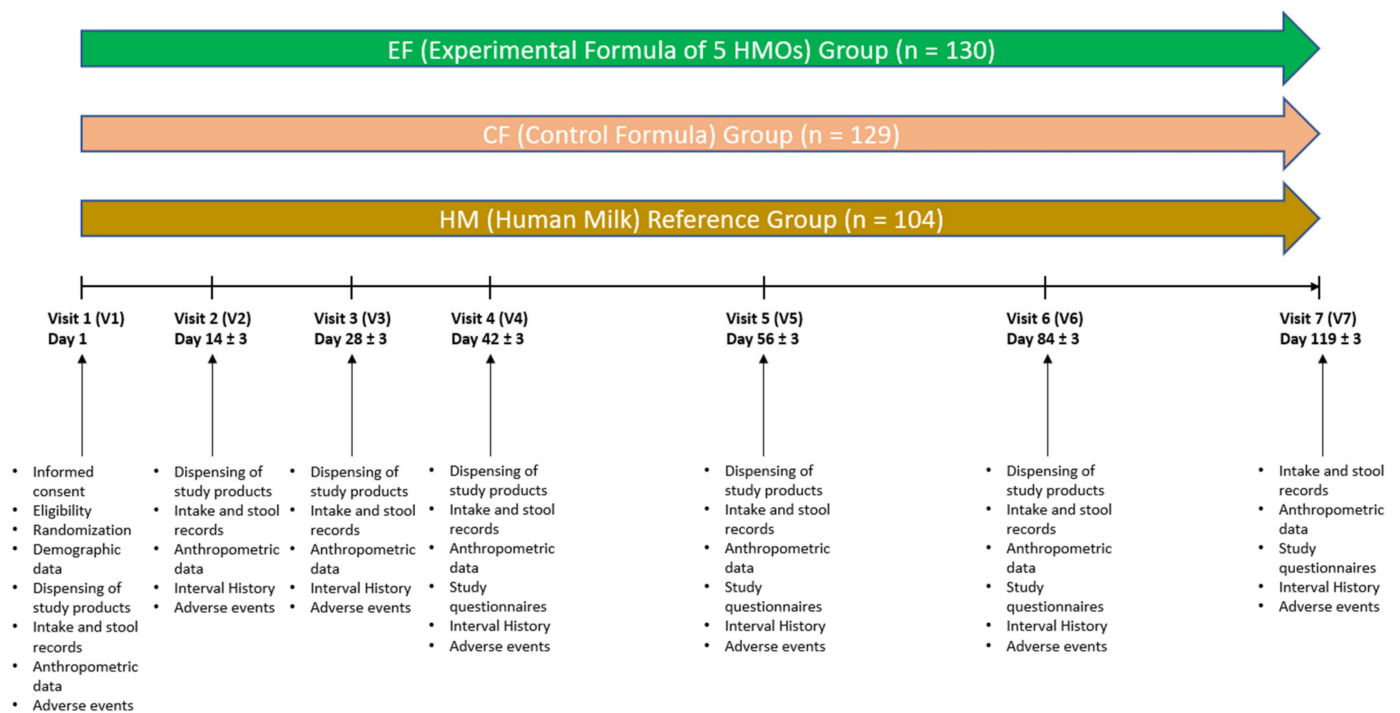 EF (Experimental Formula of 5 HMOs) Group (n = 130)
CF (Control Formula) Group (n = 129)
HM (Human Milk) Reference Group (n = 104)
Visit 1 (V1)
Day 1
Visit 2 (V2)
Day 14 ± 3
Visit 3 (V3)
Day 28 ± 3
Visit 4 (V4)
Day 42 ± 3
Visit 5 (V5)
Day 56 ± 3
Visit 6 (V6)
Day 84 ± 3
Visit 7 (V7)
Day 119 ± 3
• Informed
consent
• Eligibility
• Randomization
• Demographic
data
• Dispensing of
study products
• Intake and stool
records
• Anthropometric
data
• Adverse events
• Dispensing of
study products
• Intake and stool
records
• Anthropometric
data
• Interval History
• Adverse events
• Dispensing of
study products
• Intake and stool
records
• Anthropometric
data
• Interval History
• Adverse events
• Dispensing of
study products
• Intake and stool
records
• Anthropometric
data
• Study
questionnaires
• Interval History
• Adverse events
• Dispensing of
study products
• Intake and stool
records
• Anthropometric
data
• Study
questionnaires
• Interval History
• Adverse events
• Dispensing of
study products
• Intake and stool
records
• Anthropometric
data
• Study
questionnaires
• Interval History
• Adverse events
• Intake and stool
records
• Anthropometric
data
• Study
questionnaires
• Interval History
• Adverse events